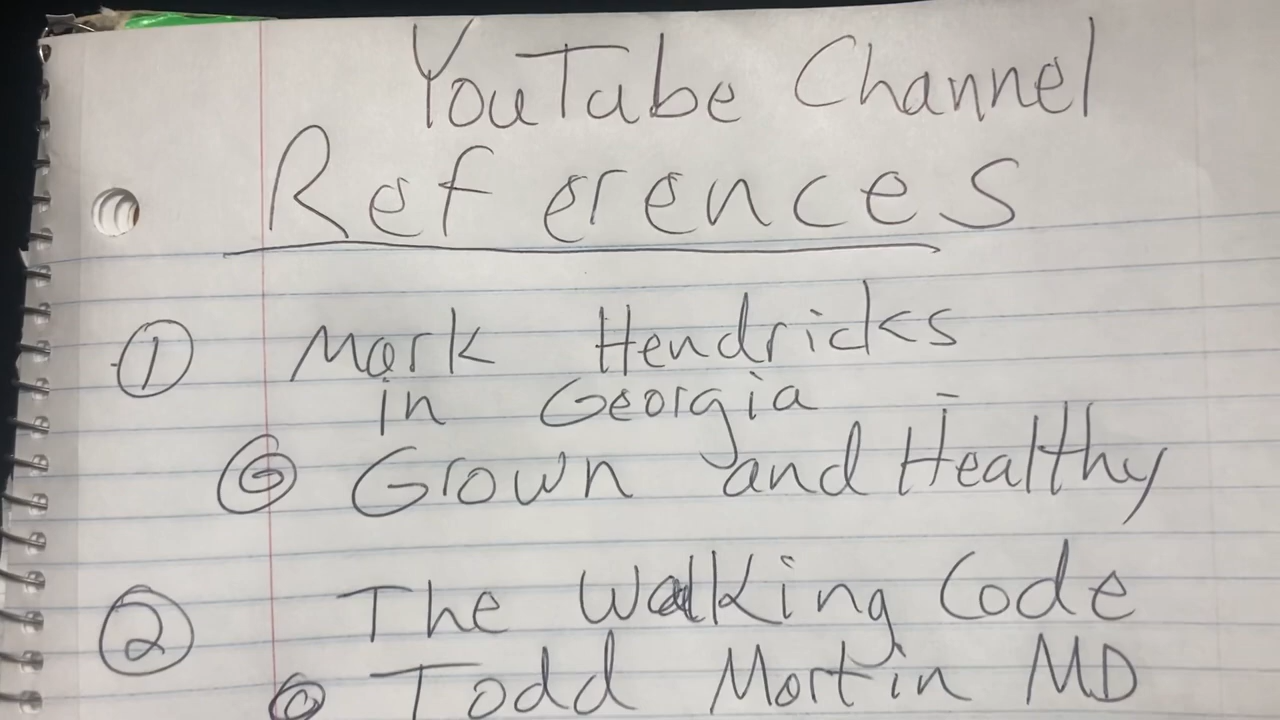 YouTube Channel
References
① Mark Hendricks
in Georgia
@ Grown and Healthy
② The Walking Code
@ Todd Martin MD